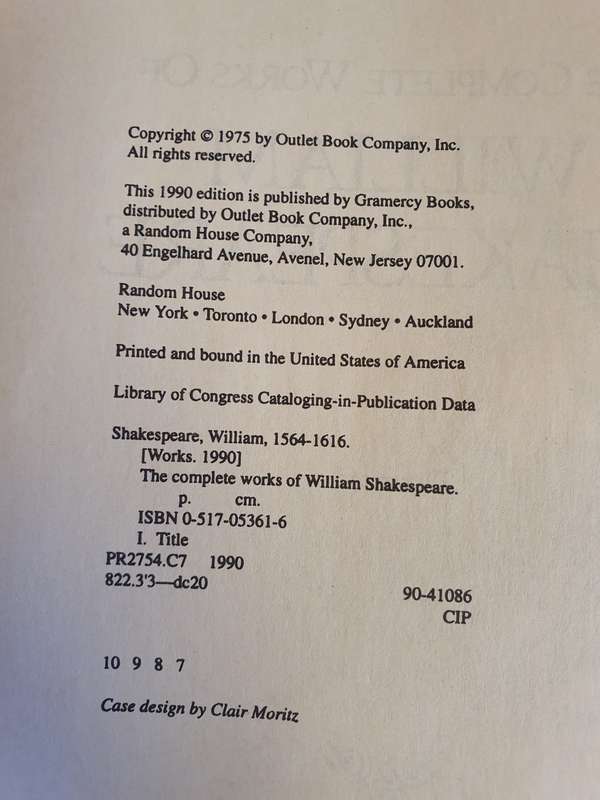 Copyright © 1975 by Outlet Book Company, Inc.
All rights reserved.
This 1990 edition is published by Gramercy Books,
distributed by Outlet Book Company, Inc.,
a Random House Company,
40 Engelhard Avenue, Avenel, New Jersey 07001.
Random House
New York • Toronto • London • Sydney • Auckland
Printed and bound in the United States of America
Library of Congress Cataloging-in-Publication Data
Shakespeare, William, 1564-1616.
[Works. 1990]
The complete works of William Shakespeare.
p. cm.
ISBN 0-517-05361-6
I. Title
PR2754.C7 1990
822.3'3—dc20
90-41086
CIP
10 9 8 7
Case design by Clair Moritz